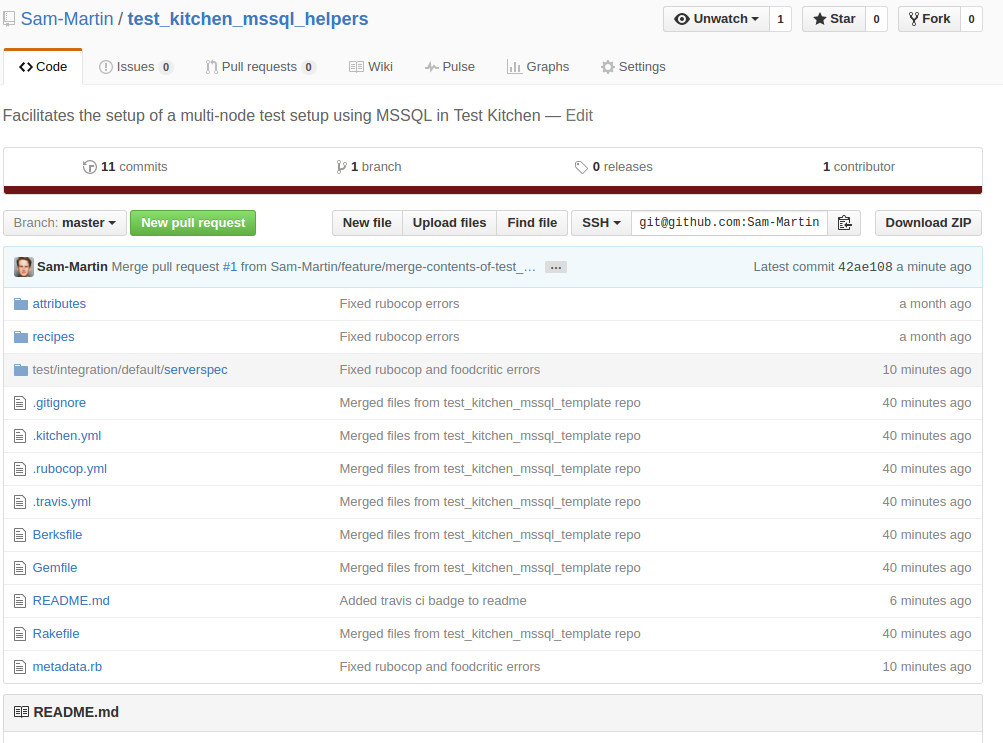 Sam-Martin / test_kitchen_mssql_helpers Unwatch 1 Star 0 Fork 0
Code Issues 0 Pull requests 0 Wiki Pulse Graphs Settings
Facilitates the setup of a multi-node test setup using MSSQL in Test Kitchen — Edit
11 commits 1 branch 0 releases 1 contributor
Branch: master New pull request New file Upload files Find file SSH git@github.com:Sam-Martin Download ZIP
Sam-Martin Merge pull request #1 from Sam-Martin/feature/merge-contents-of-test_… … Latest commit 42ae108 a minute ago
attributes Fixed rubocop errors a month ago
recipes Fixed rubocop errors a month ago
test/integration/default/serverspec Fixed rubocop and foodcritic errors 10 minutes ago
.gitignore Merged files from test_kitchen_mssql_template repo 40 minutes ago
.kitchen.yml Merged files from test_kitchen_mssql_template repo 40 minutes ago
.rubocop.yml Merged files from test_kitchen_mssql_template repo 40 minutes ago
.travis.yml Merged files from test_kitchen_mssql_template repo 40 minutes ago
Berksfile Merged files from test_kitchen_mssql_template repo 40 minutes ago
Gemfile Merged files from test_kitchen_mssql_template repo 40 minutes ago
README.md Added travis ci badge to readme 6 minutes ago
Rakefile Merged files from test_kitchen_mssql_template repo 40 minutes ago
metadata.rb Fixed rubocop and foodcritic errors 10 minutes ago
README.md